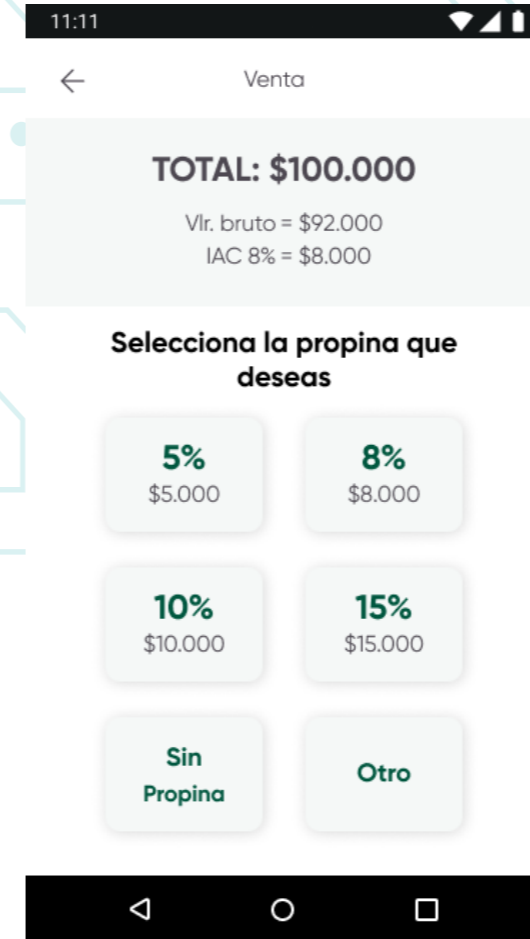 11:11
Venta
TOTAL: $100.000
Vlr. bruto = $92.000
IAC 8% = $8.000
Selecciona la propina que
deseas
5%
$5.000
8%
$8.000
10%
$10.000
15%
$15.000
Sin
Propina
Otro